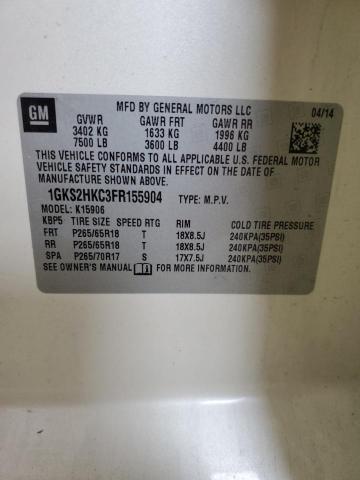 GM
MFD BY GENERAL MOTORS LLC
04/14
GVWR GAWR FRT GAWR RR
3402 KG 1633 KG 1996 KG
7500 LB 3600 LB 4400 LB
THIS VEHICLE CONFORMS TO ALL APPLICABLE U.S. FEDERAL MOTOR
VEHICLE SAFETY STANDARDS IN EFFECT ON THE DATE OF
MANUFACTURE SHOWN ABOVE.
1GKS2HKC3FR155904 TYPE: M.P.V.
MODEL: K15906
KBP5 TIRE SIZE SPEED RTG RIM COLD TIRE PRESSURE
FRT P265/65R18 T 18X8.5J 240KPA(35PSI)
RR P265/65R18 T 18X8.5J 240KPA(35PSI)
SPA P265/70R17 S 17X7.5J 240KPA(35PSI)
SEE OWNER'S MANUAL FOR MORE INFORMATION